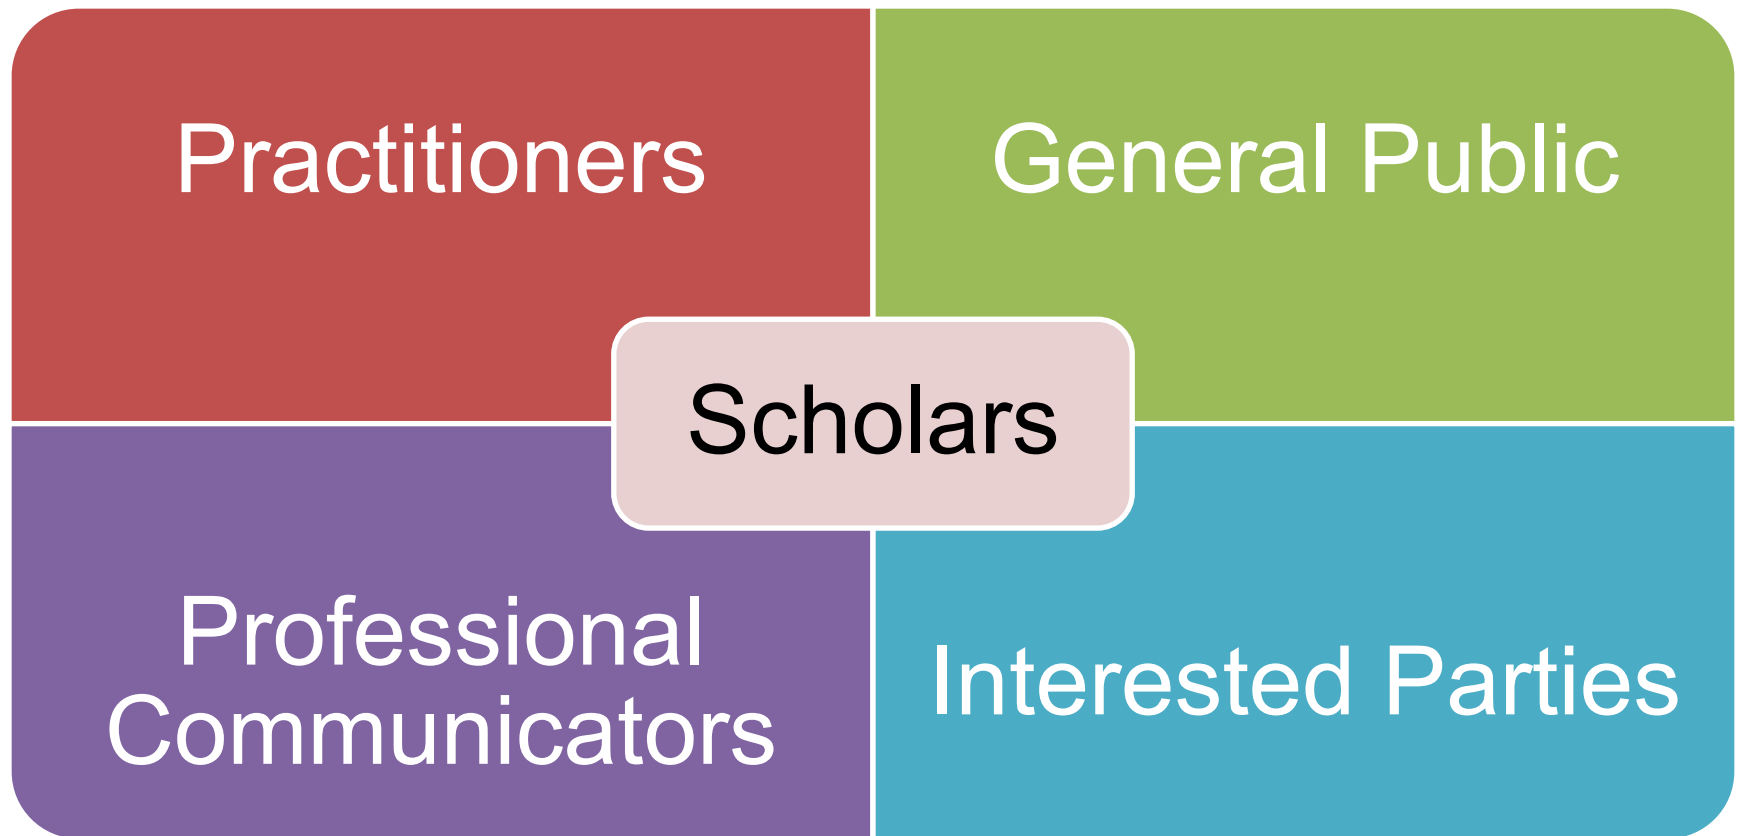 Practitioners
General Public
Scholars
Professional
Communicators
Interested Parties